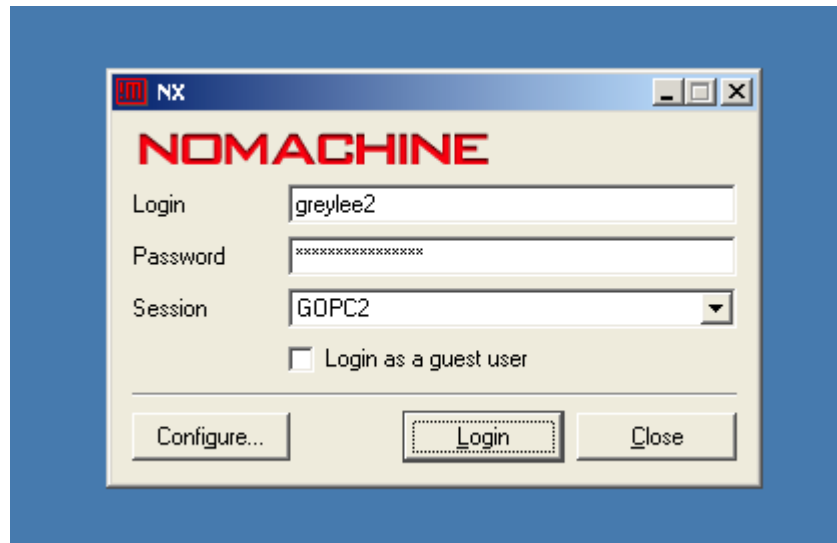 NX
NOMACHINE
Login greylee2
Password ****************
Session GOPC2
Login as a guest user
Configure... Login Close